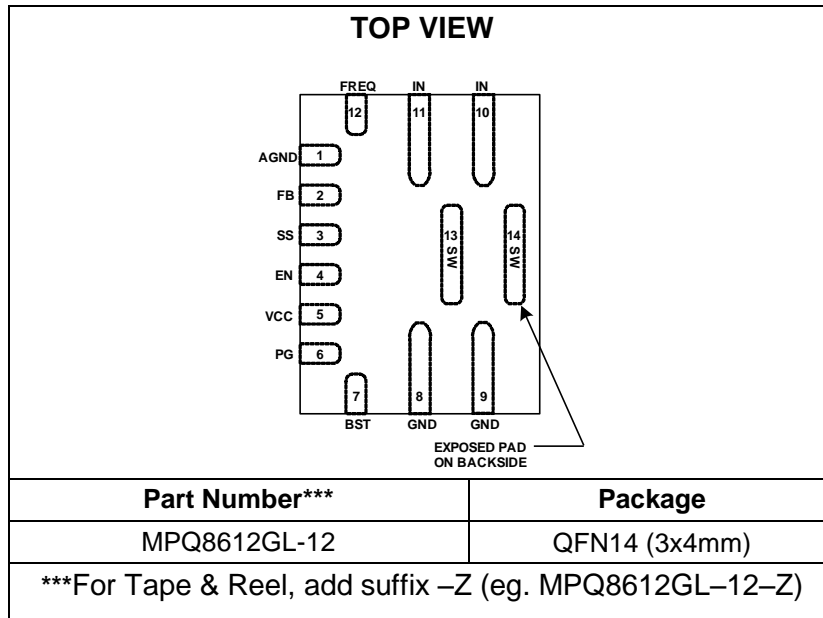 TOP VIEW
FREQ IN IN
12 11 10
AGND 1
FB 2
SS 3
13 SW
14 SW
EN 4
VCC 5
PG 6
7 8 9
BST GND GND
EXPOSED PAD
ON BACKSIDE
Part Number*** Package
MPQ8612GL-12 QFN14 (3x4mm)
***For Tape & Reel, add suffix –Z (eg. MPQ8612GL–12–Z)